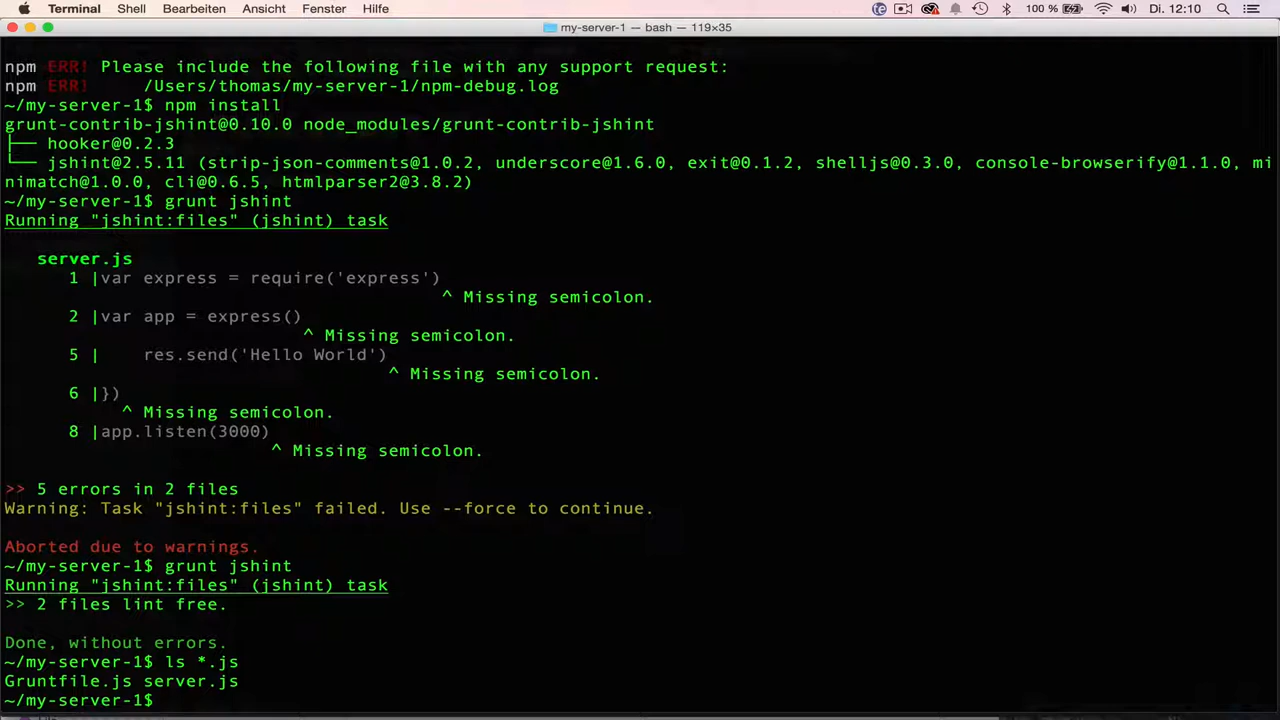 Terminal Shell Bearbeiten Ansicht Fenster Hilfe 100 % Di. 12:10
my-server-1 — bash — 119×35
npm ERR! Please include the following file with any support request:
npm ERR!     /Users/thomas/my-server-1/npm-debug.log
~/my-server-1$ npm install
grunt-contrib-jshint@0.10.0 node_modules/grunt-contrib-jshint
├── hooker@0.2.3
└── jshint@2.5.11 (strip-json-comments@1.0.2, underscore@1.6.0, exit@0.1.2, shelljs@0.3.0, console-browserify@1.1.0, mi
nimatch@1.0.0, cli@0.6.5, htmlparser2@3.8.2)
~/my-server-1$ grunt jshint
Running "jshint:files" (jshint) task
server.js
1 |var express = require('express')
^ Missing semicolon.
2 |var app = express()
^ Missing semicolon.
5 |    res.send('Hello World')
^ Missing semicolon.
6 |})
^ Missing semicolon.
8 |app.listen(3000)
^ Missing semicolon.
>> 5 errors in 2 files
Warning: Task "jshint:files" failed. Use --force to continue.
Aborted due to warnings.
~/my-server-1$ grunt jshint
Running "jshint:files" (jshint) task
>> 2 files lint free.
Done, without errors.
~/my-server-1$ ls *.js
Gruntfile.js server.js
~/my-server-1$